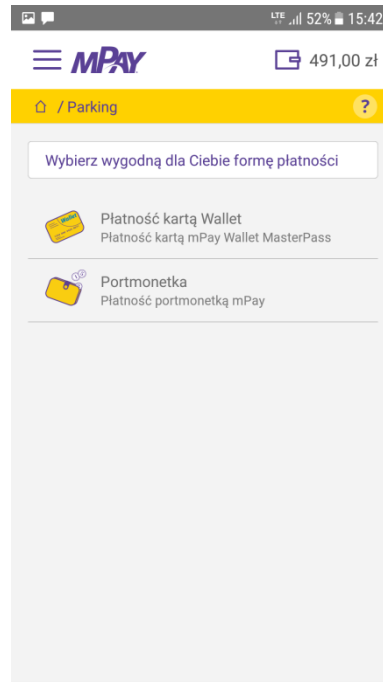 LTE 52% 15:42
mPAY 491,00 zł
/ Parking ?
Wybierz wygodną dla Ciebie formę płatności
Płatność kartą Wallet
Płatność kartą mPay Wallet MasterPass
Portmonetka
Płatność portmonetką mPay